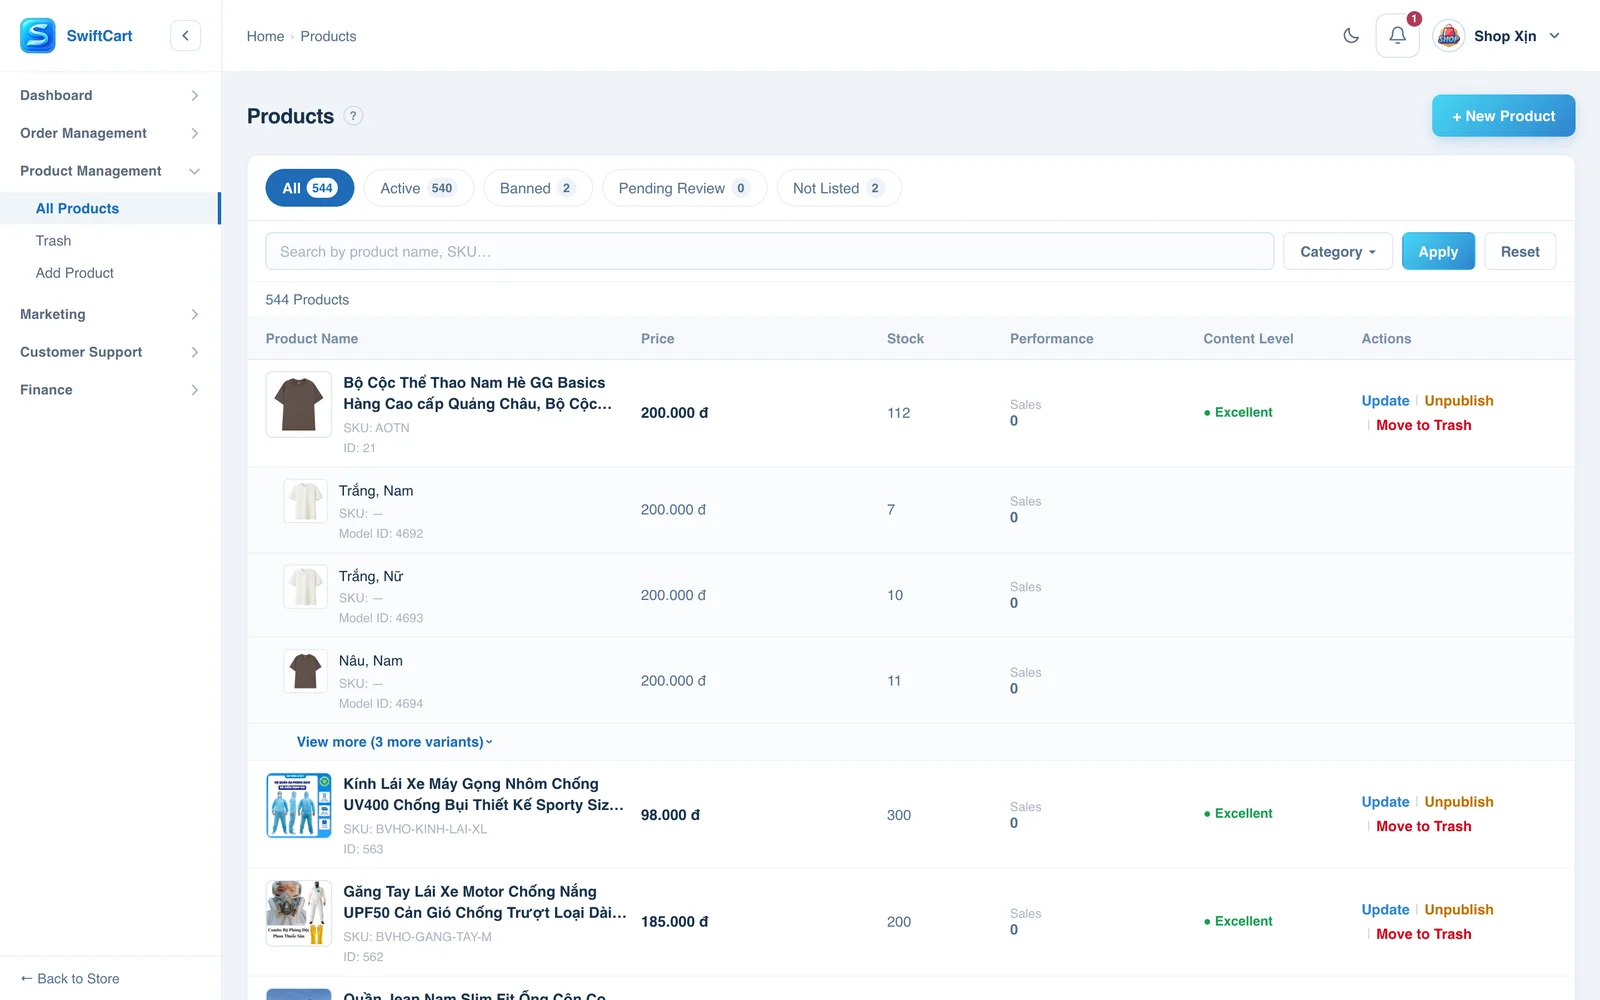 SwiftCart
Home › Products
1
Shop Xịn
Dashboard
Order Management
Product Management
All Products
Trash
Add Product
Marketing
Customer Support
Finance
← Back to Store
Products ?
+ New Product
All 544
Active 540
Banned 2
Pending Review 0
Not Listed 2
Search by product name, SKU...
Category
Apply
Reset
544 Products
Product Name Price Stock Performance Content Level Actions
Bộ Cộc Thể Thao Nam Hè GG Basics
Hàng Cao cấp Quảng Châu, Bộ Cộc...
SKU: AOTN
ID: 21
200.000 đ
112
Sales
0
● Excellent
Update | Unpublish
| Move to Trash
Trắng, Nam
SKU: —
Model ID: 4692
200.000 đ
7
Sales
0
Trắng, Nữ
SKU: —
Model ID: 4693
200.000 đ
10
Sales
0
Nâu, Nam
SKU: —
Model ID: 4694
200.000 đ
11
Sales
0
View more (3 more variants)
Kính Lái Xe Máy Gọng Nhôm Chống
UV400 Chống Bụi Thiết Kế Sporty Siz...
SKU: BVHO-KINH-LAI-XL
ID: 563
98.000 đ
300
Sales
0
● Excellent
Update | Unpublish
| Move to Trash
Găng Tay Lái Xe Motor Chống Nắng
UPF50 Cản Gió Chống Trượt Loại Dài...
SKU: BVHO-GANG-TAY-M
ID: 562
185.000 đ
200
Sales
0
● Excellent
Update | Unpublish
| Move to Trash
Quần Jean Nam Slim Fit Ống Côn Co